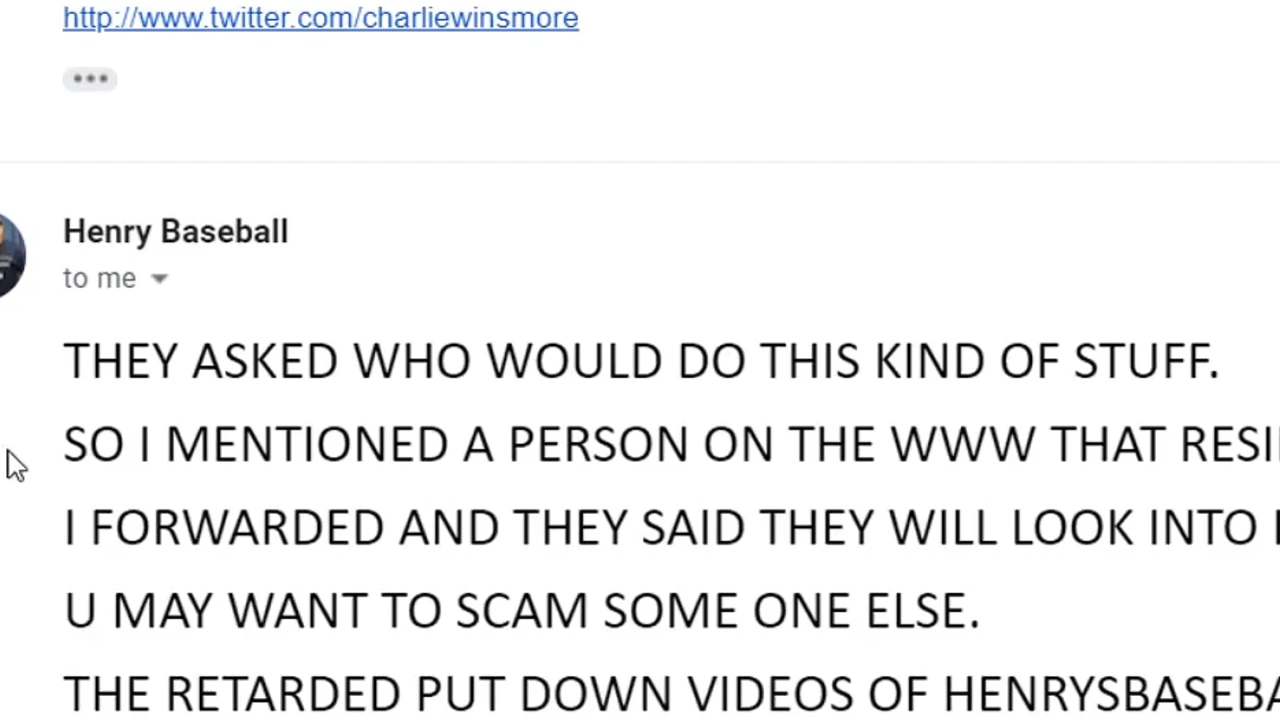 http://www.twitter.com/charliewinsmore
Henry Baseball
to me
THEY ASKED WHO WOULD DO THIS KIND OF STUFF.
SO I MENTIONED A PERSON ON THE WWW THAT
I FORWARDED AND THEY SAID THEY WILL LOOK INTO
U MAY WANT TO SCAM SOME ONE ELSE.
THE RETARDED PUT DOWN VIDEOS OF